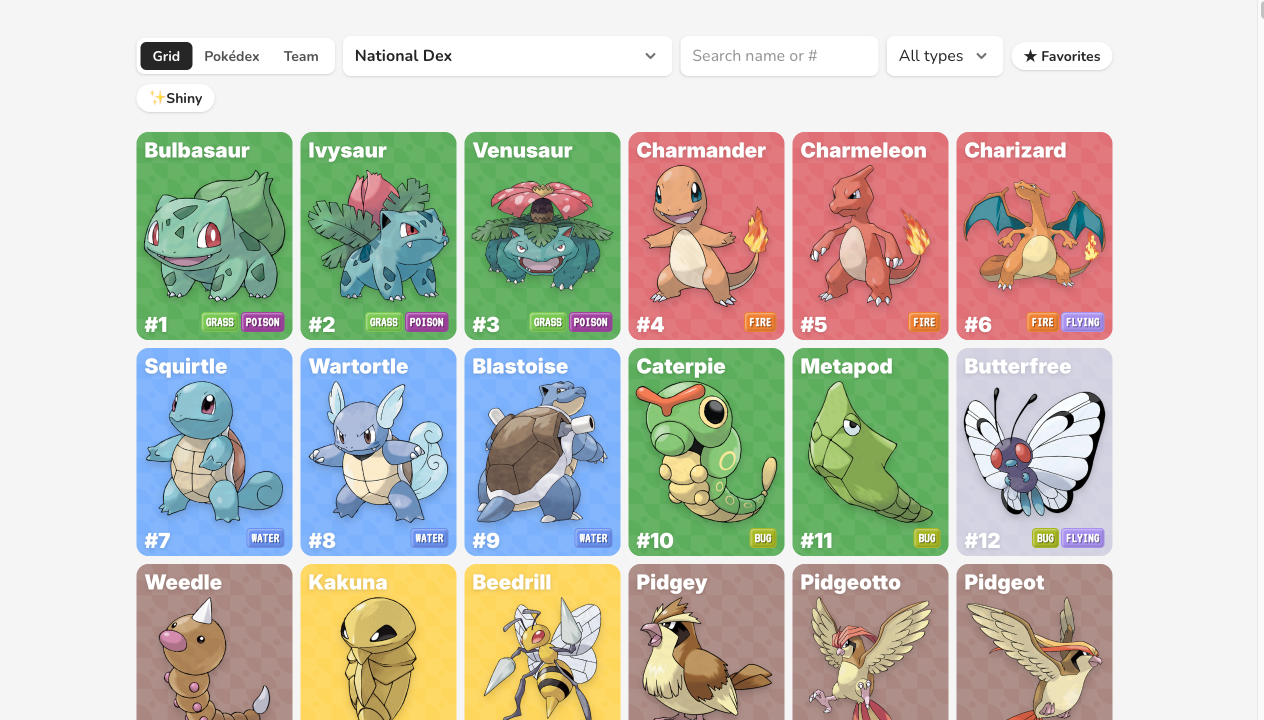 Grid Pokédex Team National Dex Search name or # All types ★ Favorites
✨Shiny
Bulbasaur Ivysaur Venusaur Charmander Charmeleon Charizard
#1 GRASS POISON #2 GRASS POISON #3 GRASS POISON #4 FIRE #5 FIRE #6 FIRE FLYING
Squirtle Wartortle Blastoise Caterpie Metapod Butterfree
#7 WATER #8 WATER #9 WATER #10 BUG #11 BUG #12 BUG FLYING
Weedle Kakuna Beedrill Pidgey Pidgeotto Pidgeot